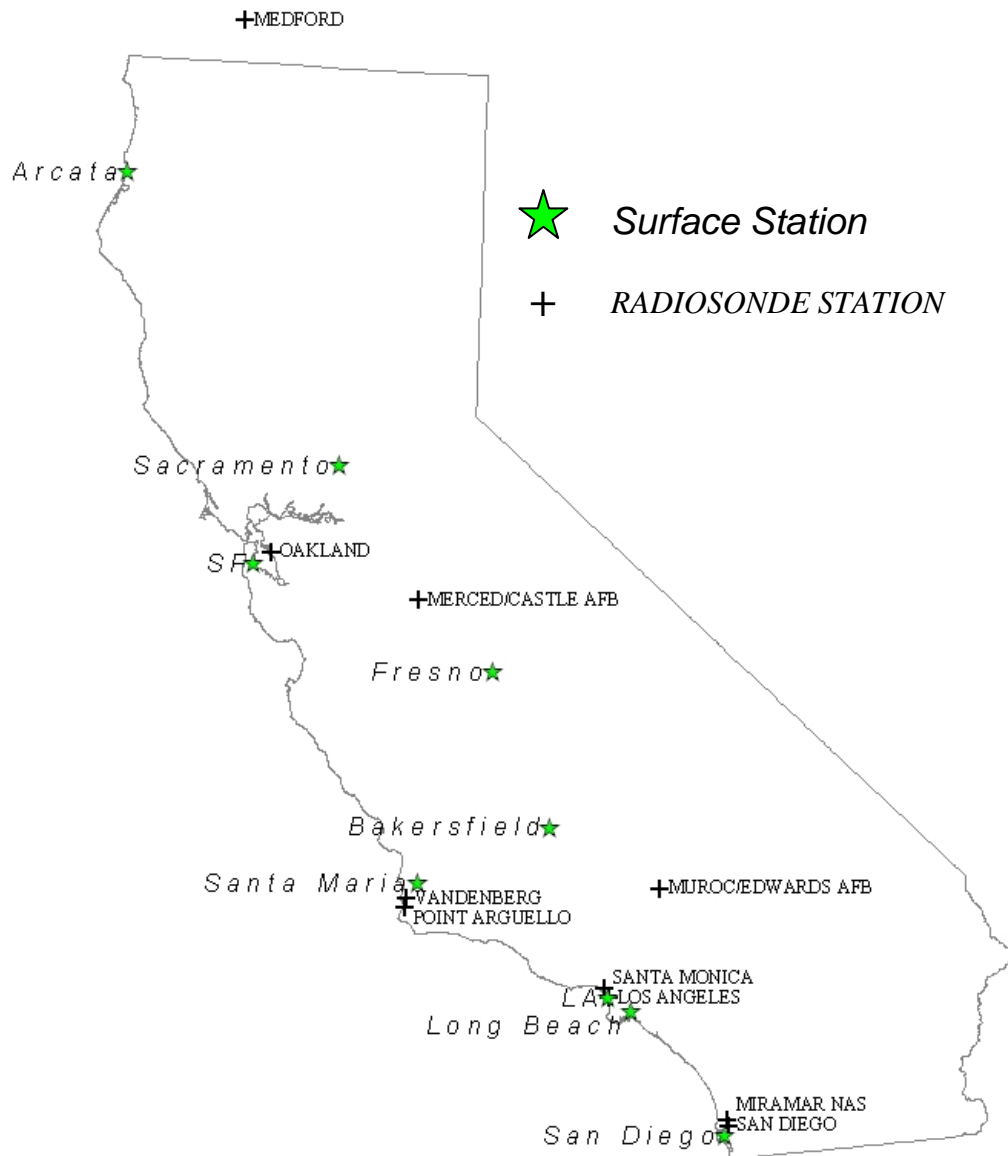 MEDFORD
Arcata
Surface Station
RADIOSONDE STATION
Sacramento
OAKLAND
SF
MERCED/CASTLE AFB
Fresno
Bakersfield
Santa Maria
MUROC/EDWARDS AFB
VANDENBERG
POINT ARGUELLO
SANTA MONICA
LA
LOS ANGELES
Long Beach
MIRAMAR NAS
SAN DIEGO
San Diego